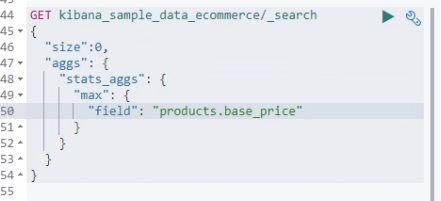 44 GET kibana_sample_data_ecommerce/_search
45 {
46 "size":0,
47 "aggs": {
48 "stats_aggs": {
49 "max": {
50 "field": "products.base_price"
51 }
52 }
53 }
54 }
55